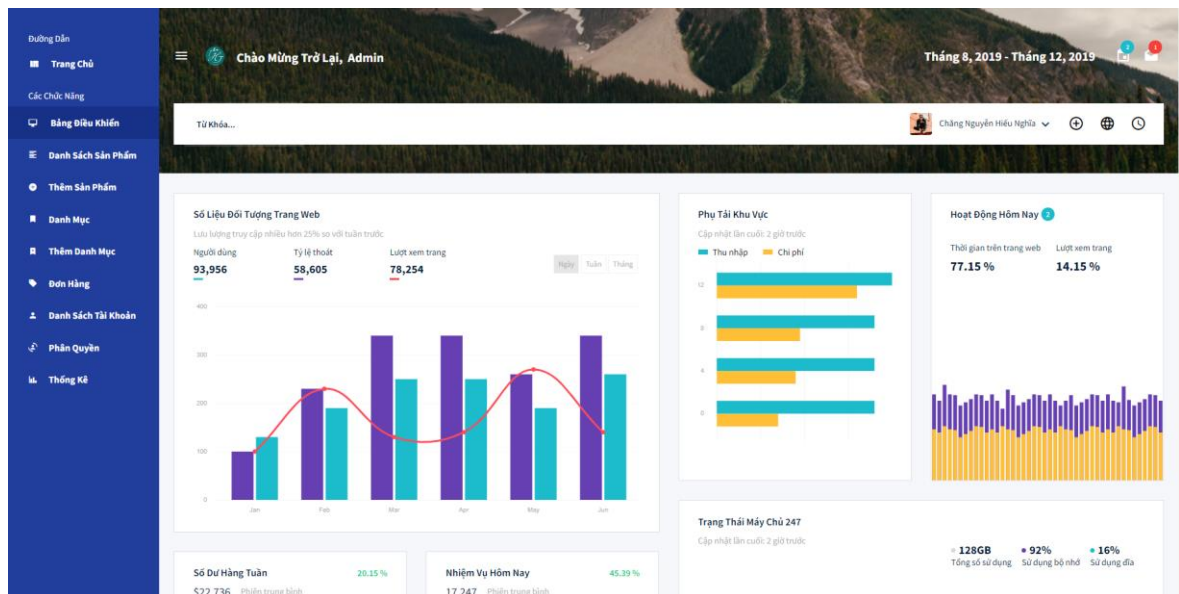 Đường Dẫn
Trang Chủ
Các Chức Năng
Bảng Điều Khiển
Danh Sách Sản Phẩm
Thêm Sản Phẩm
Danh Mục
Thêm Danh Mục
Đơn Hàng
Danh Sách Tài Khoản
Phân Quyền
Thống Kê
Chào Mừng Trở Lại, Admin
Tháng 8, 2019 - Tháng 12, 2019
2
1
Từ Khóa...
Chăng Nguyễn Hiếu Nghĩa
Số Liệu Đối Tượng Trang Web
Lưu lượng truy cập nhiều hơn 25% so với tuần trước
Người dùng Tỷ lệ thoát Lượt xem trang
93,956 58,605 78,254
Ngày Tuần Tháng
400
300
200
100
0
Jan Feb Mar Apr May Jun
Phụ Tải Khu Vực
Cập nhật lần cuối: 2 giờ trước
Thu nhập Chi phí
12
8
4
0
Hoạt Động Hôm Nay 2
Thời gian trên trang web Lượt xem trang
77.15 % 14.15 %
Trạng Thái Máy Chủ 247
Cập nhật lần cuối: 2 giờ trước
128GB 92% 16%
Tổng số sử dụng Sử dụng bộ nhớ Sử dụng đĩa
Số Dư Hàng Tuần 20.15 %
$22,736 Phiên trung bình
Nhiệm Vụ Hôm Nay 45.39 %
17,247 Phiên trung bình